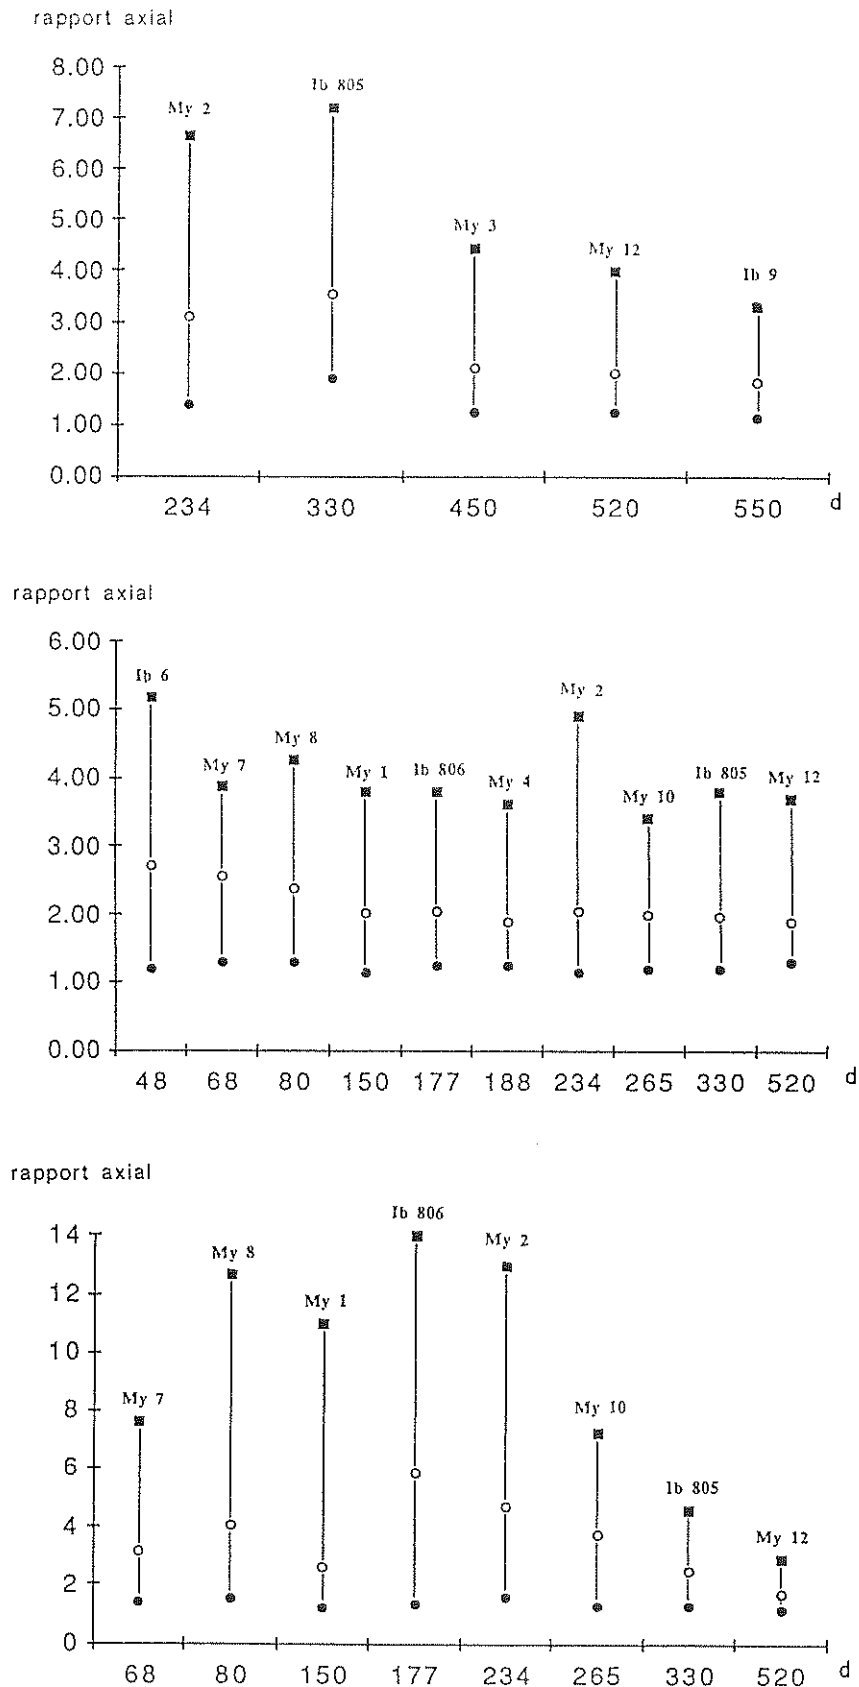 rapport axial
8.00
7.00
6.00
5.00
4.00
3.00
2.00
1.00
0.00
My 2
Ib 805
My 3
My 12
Ib 9
234 330 450 520 550 d
rapport axial
6.00
5.00
4.00
3.00
2.00
1.00
0.00
Ib 6
My 7
My 8
My 1
Ib 806
My 4
My 2
My 10
Ib 805
My 12
48 68 80 150 177 188 234 265 330 520 d
rapport axial
14
12
10
8
6
4
2
0
My 7
My 8
My 1
Ib 806
My 2
My 10
Ib 805
My 12
68 80 150 177 234 265 330 520 d